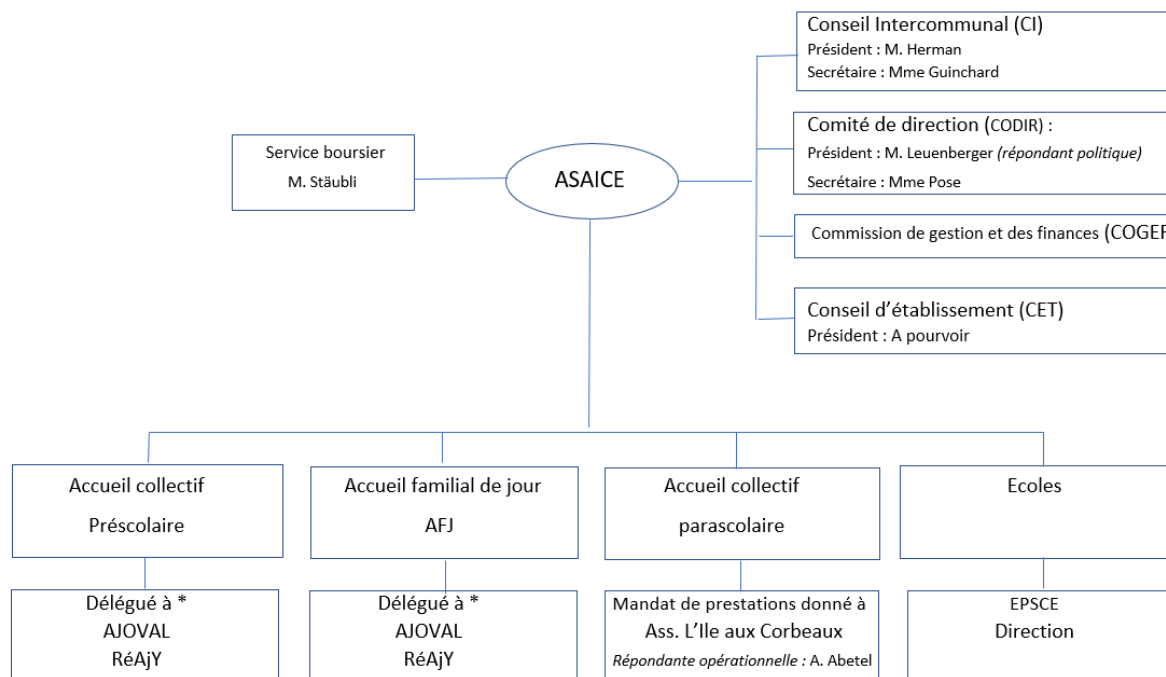 Conseil Intercommunal (CI)
Président : M. Herman
Secrétaire : Mme Guinchard
Comité de direction (CODIR) :
Président : M. Leuenberger (répondant politique)
Secrétaire : Mme Pose
Service boursier
M. Stäubli
ASAICE
Commission de gestion et des finances (COGEF
Conseil d’établissement (CET)
Président : A pourvoir
Accueil collectif
Préscolaire
Accueil familial de jour
AFJ
Accueil collectif
parascolaire
Ecoles
Délégué à *
AJOVAL
RéAjY
Délégué à *
AJOVAL
RéAjY
Mandat de prestations donné à
Ass. L’Ile aux Corbeaux
Répondante opérationnelle : A. Abetel
EPSCE
Direction